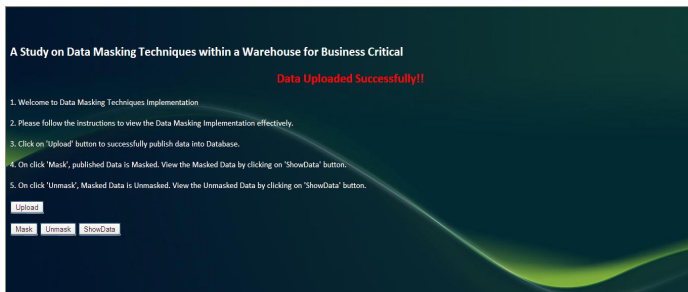 A Study on Data Masking Techniques within a Warehouse for Business Critical
Data Uploaded Successfully!!
1. Welcome to Data Masking Techniques Implementation
2. Please follow the instructions to view the Data Masking Implementation effectively.
3. Click on 'Upload' button to successfully publish data into Database.
4. On click 'Mask', published Data is Masked. View the Masked Data by clicking on 'ShowData' button.
5. On click 'Unmask', Masked Data is Unmasked. View the Unmasked Data by clicking on 'ShowData' button.
Upload
Mask Unmask ShowData